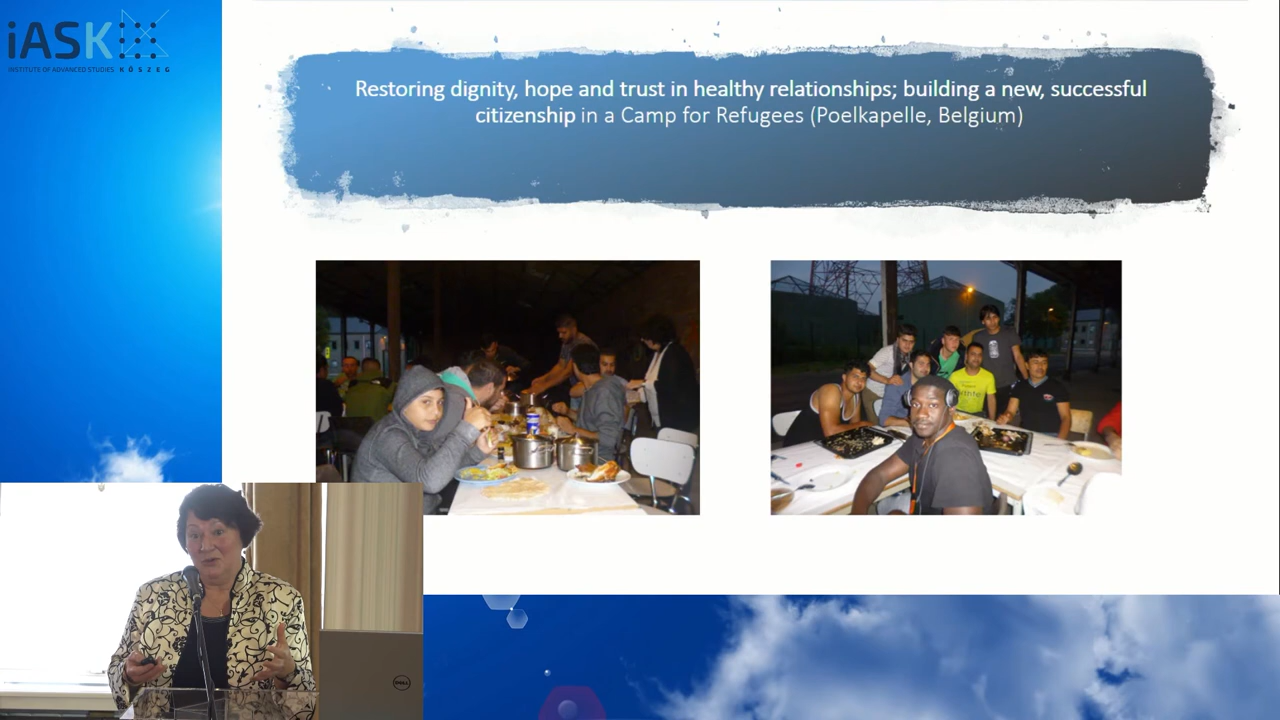 iASK
INSTITUTE OF ADVANCED STUDIES KŐSZEG
Restoring dignity, hope and trust in healthy relationships; building a new, successful
citizenship in a Camp for Refugees (Poelkapelle, Belgium)
DELL